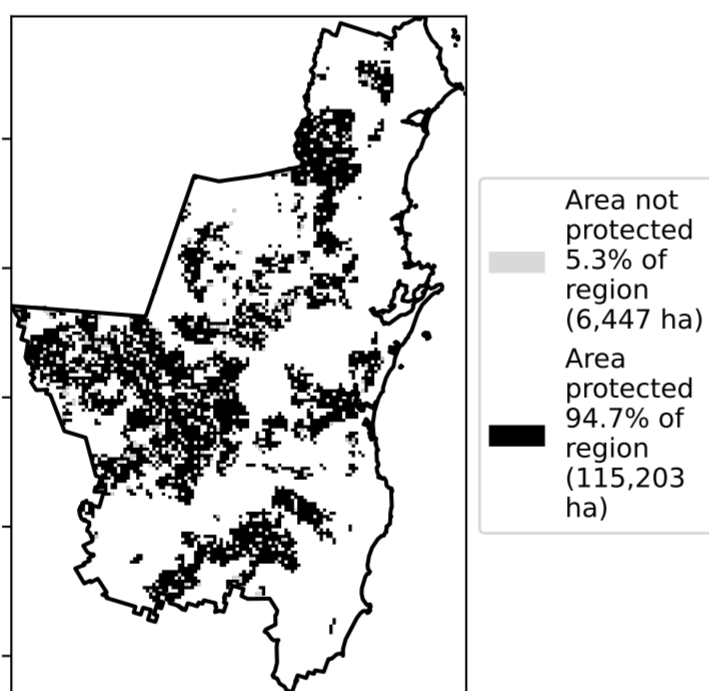 Area not
protected
5.3% of
region
(6,447 ha)
Area
protected
94.7% of
region
(115,203
ha)